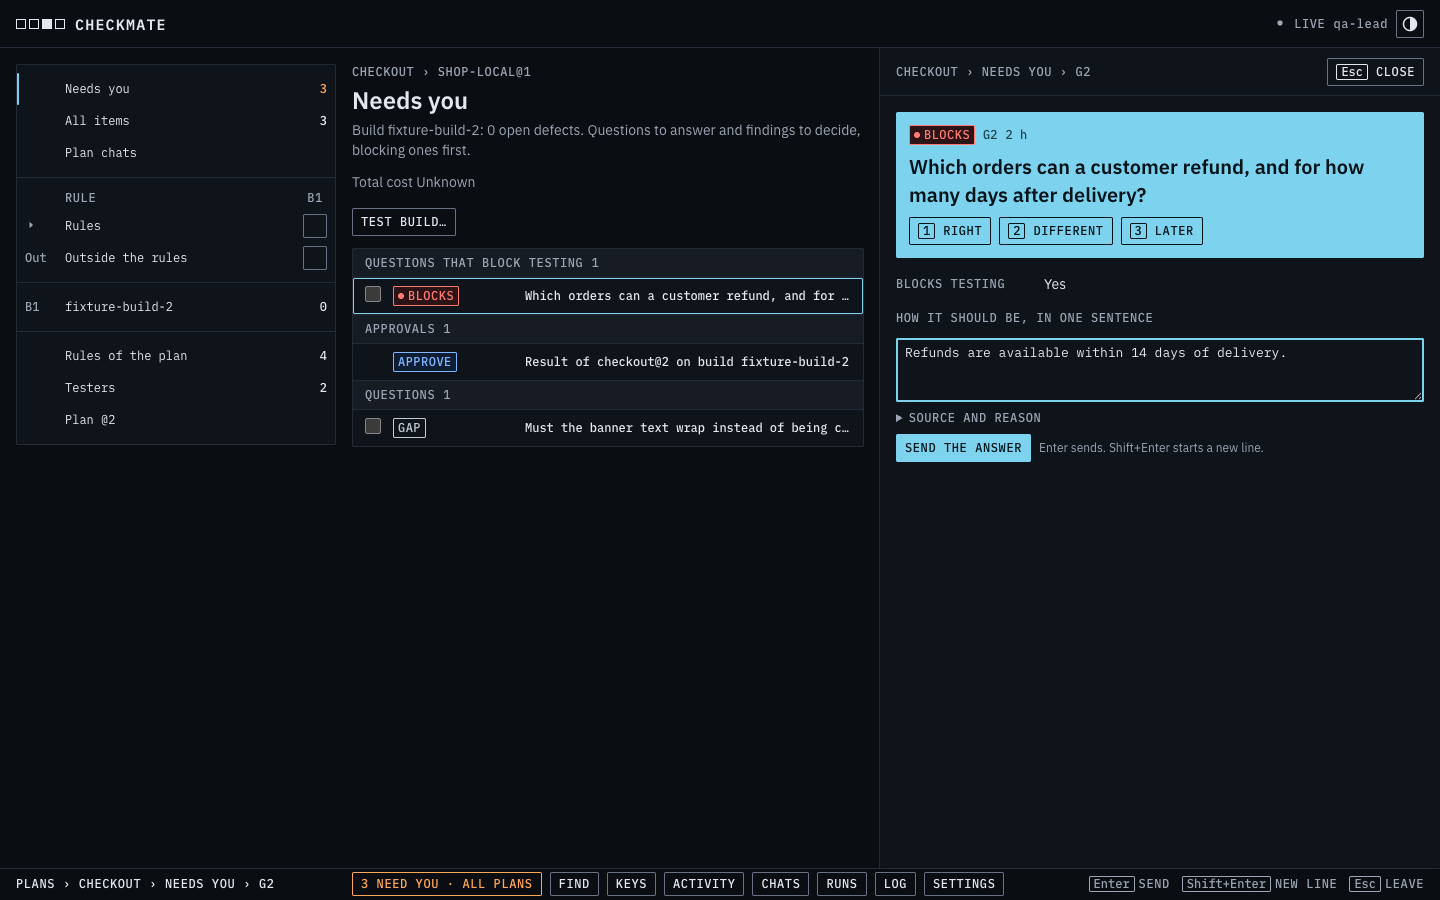 CHECKMATE
LIVE qa-lead
Needs you 3
All items 3
Plan chats
RULE B1
Rules
Out Outside the rules
B1 fixture-build-2 0
Rules of the plan 4
Testers 2
Plan @2
CHECKOUT › SHOP-LOCAL@1
Needs you
Build fixture-build-2: 0 open defects. Questions to answer and findings to decide,
blocking ones first.
Total cost Unknown
TEST BUILD…
QUESTIONS THAT BLOCK TESTING 1
BLOCKS Which orders can a customer refund, and for …
APPROVALS 1
APPROVE Result of checkout@2 on build fixture-build-2
QUESTIONS 1
GAP Must the banner text wrap instead of being c…
CHECKOUT › NEEDS YOU › G2
Esc CLOSE
BLOCKS G2 2 h
Which orders can a customer refund, and for how
many days after delivery?
1 RIGHT 2 DIFFERENT 3 LATER
BLOCKS TESTING Yes
HOW IT SHOULD BE, IN ONE SENTENCE
Refunds are available within 14 days of delivery.
SOURCE AND REASON
SEND THE ANSWER Enter sends. Shift+Enter starts a new line.
PLANS › CHECKOUT › NEEDS YOU › G2
3 NEED YOU · ALL PLANS FIND KEYS ACTIVITY CHATS RUNS LOG SETTINGS
Enter SEND Shift+Enter NEW LINE Esc LEAVE